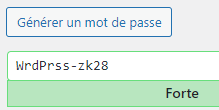 Générer un mot de passe
WrdPrss-zk28
Forte